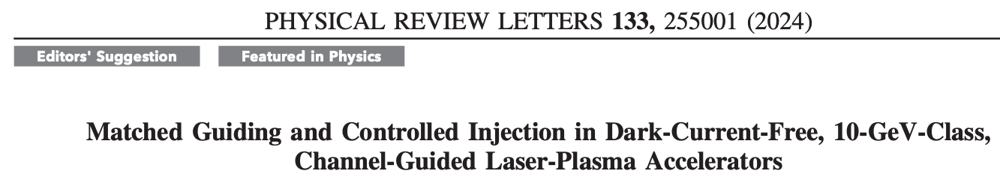 PHYSICAL REVIEW LETTERS 133, 255001 (2024)
Editors' Suggestion Featured in Physics
Matched Guiding and Controlled Injection in Dark-Current-Free, 10-GeV-Class,
Channel-Guided Laser-Plasma Accelerators